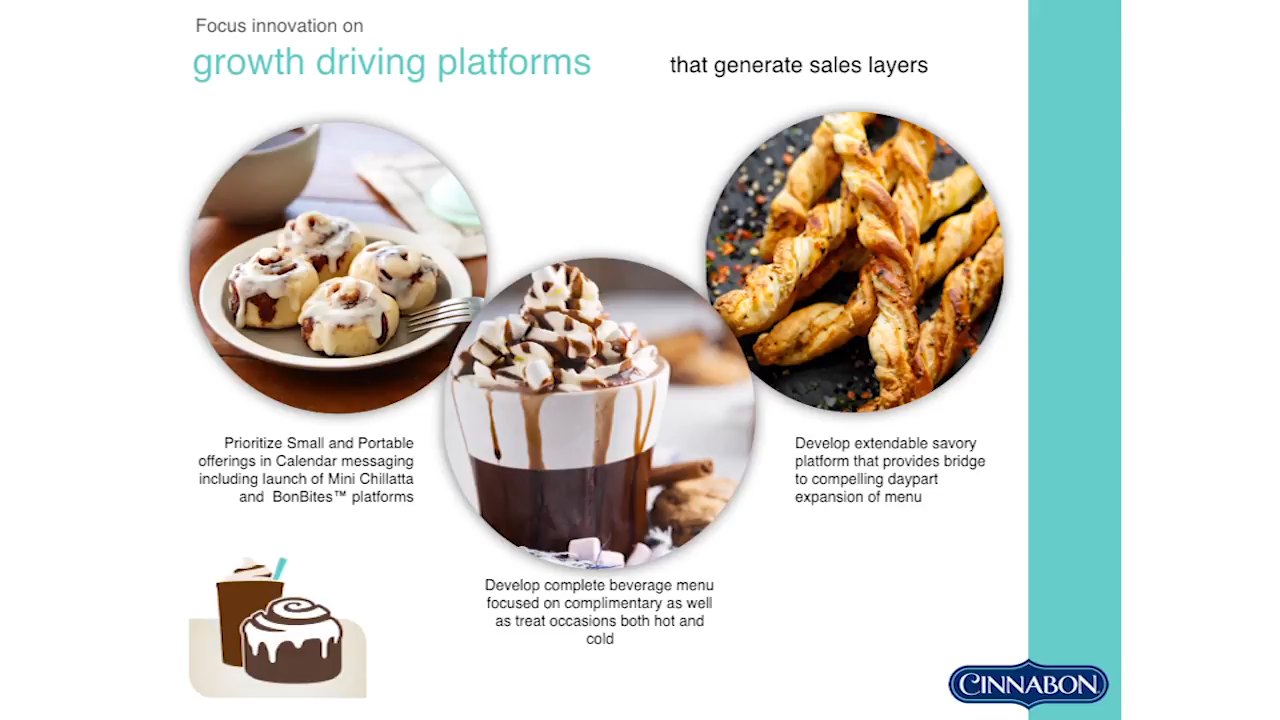 Focus innovation on
growth driving platforms
that generate sales layers
Prioritize Small and Portable
offerings in Calendar messaging
including launch of Mini Chillatta
and BonBites™ platforms
Develop complete beverage menu
focused on complimentary as well
as treat occasions both hot and
cold
Develop extendable savory
platform that provides bridge
to compelling daypart
expansion of menu
CINNABON